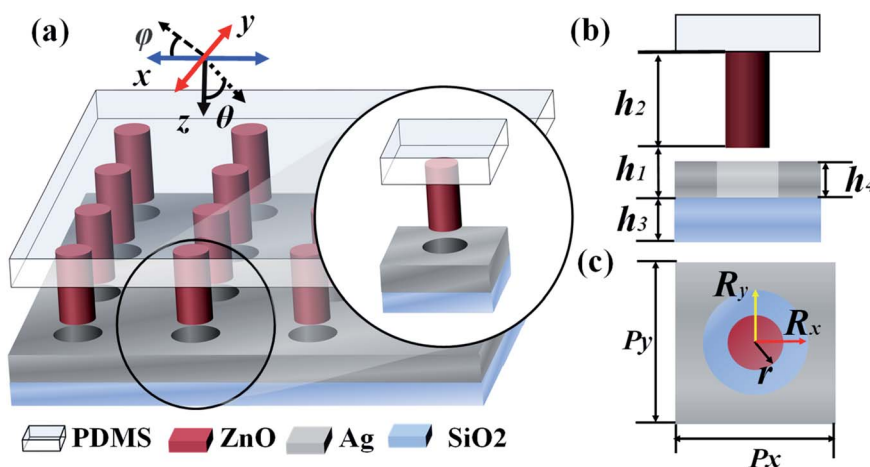 (a)
φ
y
x
z
θ
PDMS
ZnO
Ag
SiO2
(b)
h2
h1
h4
h3
(c)
Ry
Rx
r
Py
Px